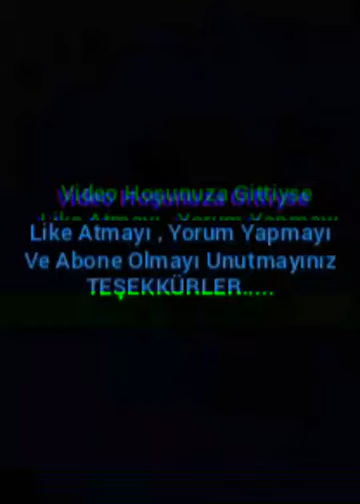 Video Hoşunuza Gittiyse
Like Atmayı , Yorum Yapmayı
Ve Abone Olmayı Unutmayınız
TEŞEKKÜRLER.....